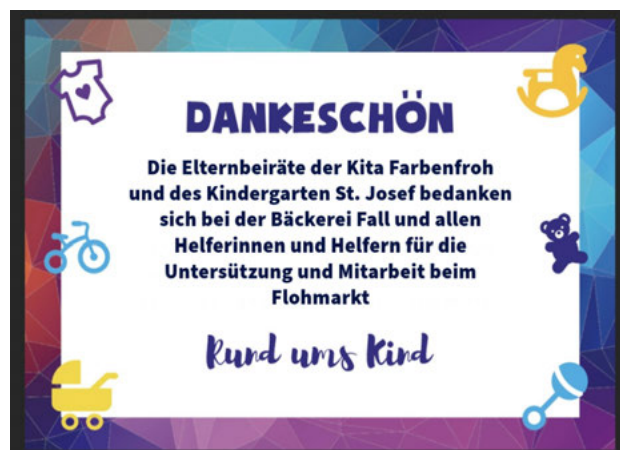 DANKESCHÖN
Die Elternbeiräte der Kita Farbenfroh
und des Kindergarten St. Josef bedanken
sich bei der Bäckerei Fall und allen
Helferinnen und Helfern für die
Untersützung und Mitarbeit beim
Flohmarkt
Rund ums Kind